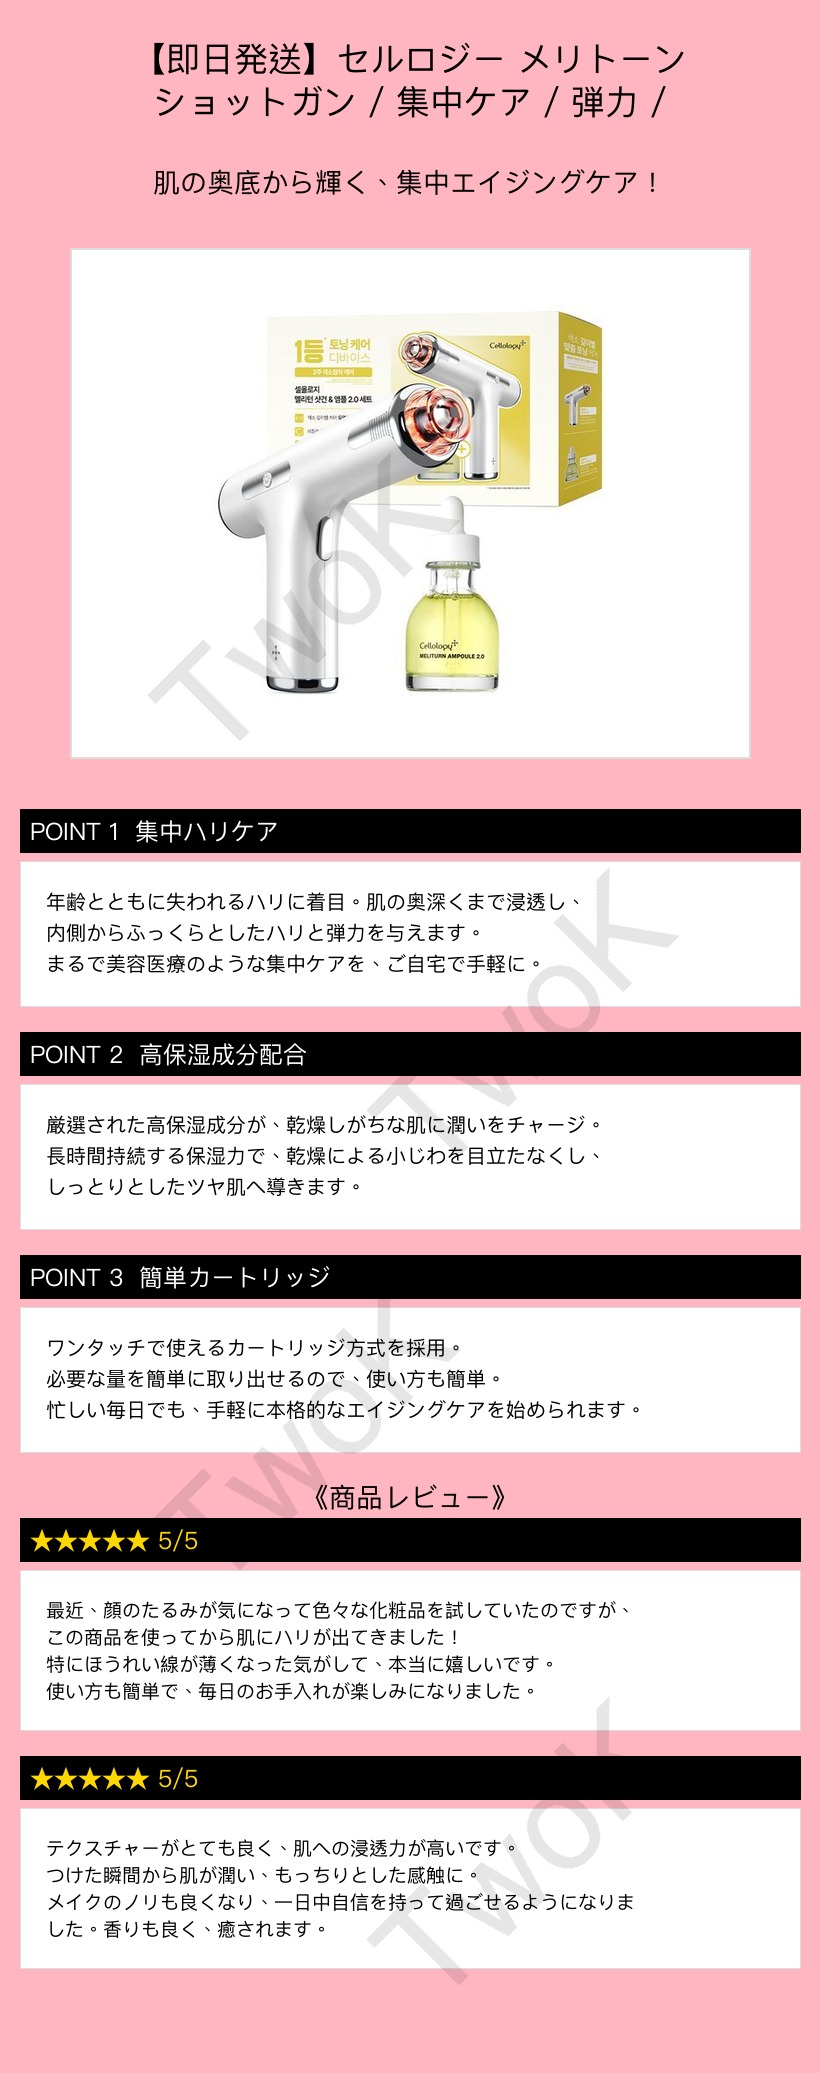 【即日発送】セルロジー メリトーン
ショットガン / 集中ケア / 弾力 /
肌の奥底から輝く、集中エイジングケア！
1등 토닝 케어
디바이스
셀올로지
멜리턴 샷건 & 앰플 2.0 세트
Cellology
Cellology
MELITURN AMPOULE 2.0
TwoK
POINT 1 集中ハリケア
年齢とともに失われるハリに着目。肌の奥深くまで浸透し、
内側からふっくらとしたハリと弾力を与えます。
まるで美容医療のような集中ケアを、ご自宅で手軽に。
TwoK
POINT 2 高保湿成分配合
厳選された高保湿成分が、乾燥しがちな肌に潤いをチャージ。
長時間持続する保湿力で、乾燥による小じわを目立たなくし、
しっとりとしたツヤ肌へ導きます。
POINT 3 簡単カートリッジ
ワンタッチで使えるカートリッジ方式を採用。
必要な量を簡単に取り出せるので、使い方も簡単。
忙しい毎日でも、手軽に本格的なエイジングケアを始められます。
TwoK
《商品レビュー》
★★★★★ 5/5
最近、顔のたるみが気になって色々な化粧品を試していたのですが、
この商品を使ってから肌にハリが出てきました！
特にほうれい線が薄くなった気がして、本当に嬉しいです。
使い方も簡単で、毎日のお手入れが楽しみになりました。
★★★★★ 5/5
テクスチャーがとても良く、肌への浸透力が高いです。
つけた瞬間から肌が潤い、もっちりとした感触に。
メイクのノリも良くなり、一日中自信を持って過ごせるようになりま
した。香りも良く、癒されます。
TwoK